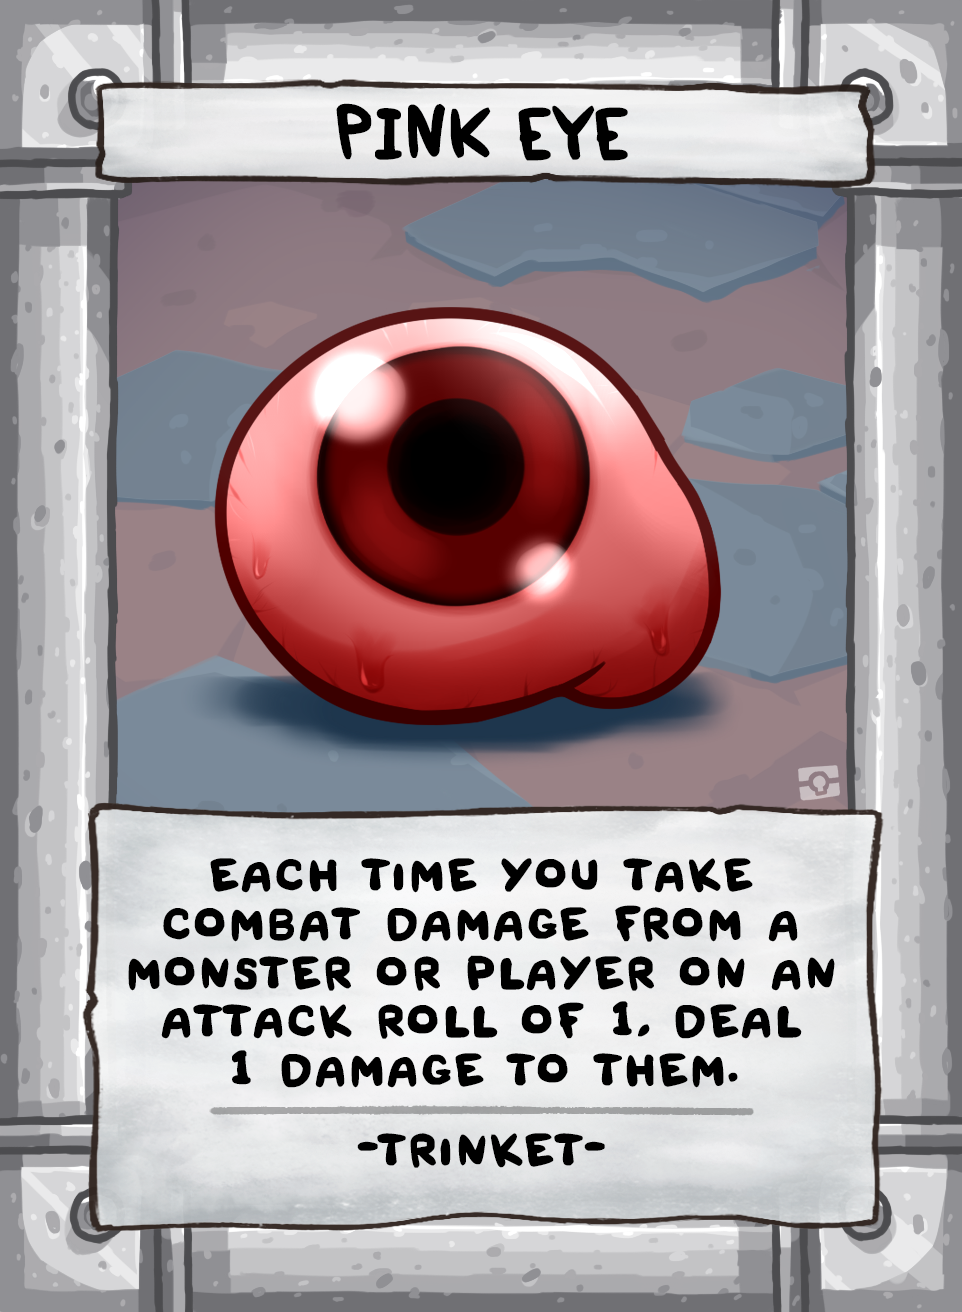 PINK EYE
EACH TIME YOU TAKE
COMBAT DAMAGE FROM A
MONSTER OR PLAYER ON AN
ATTACK ROLL OF 1, DEAL
1 DAMAGE TO THEM.
-TRINKET-